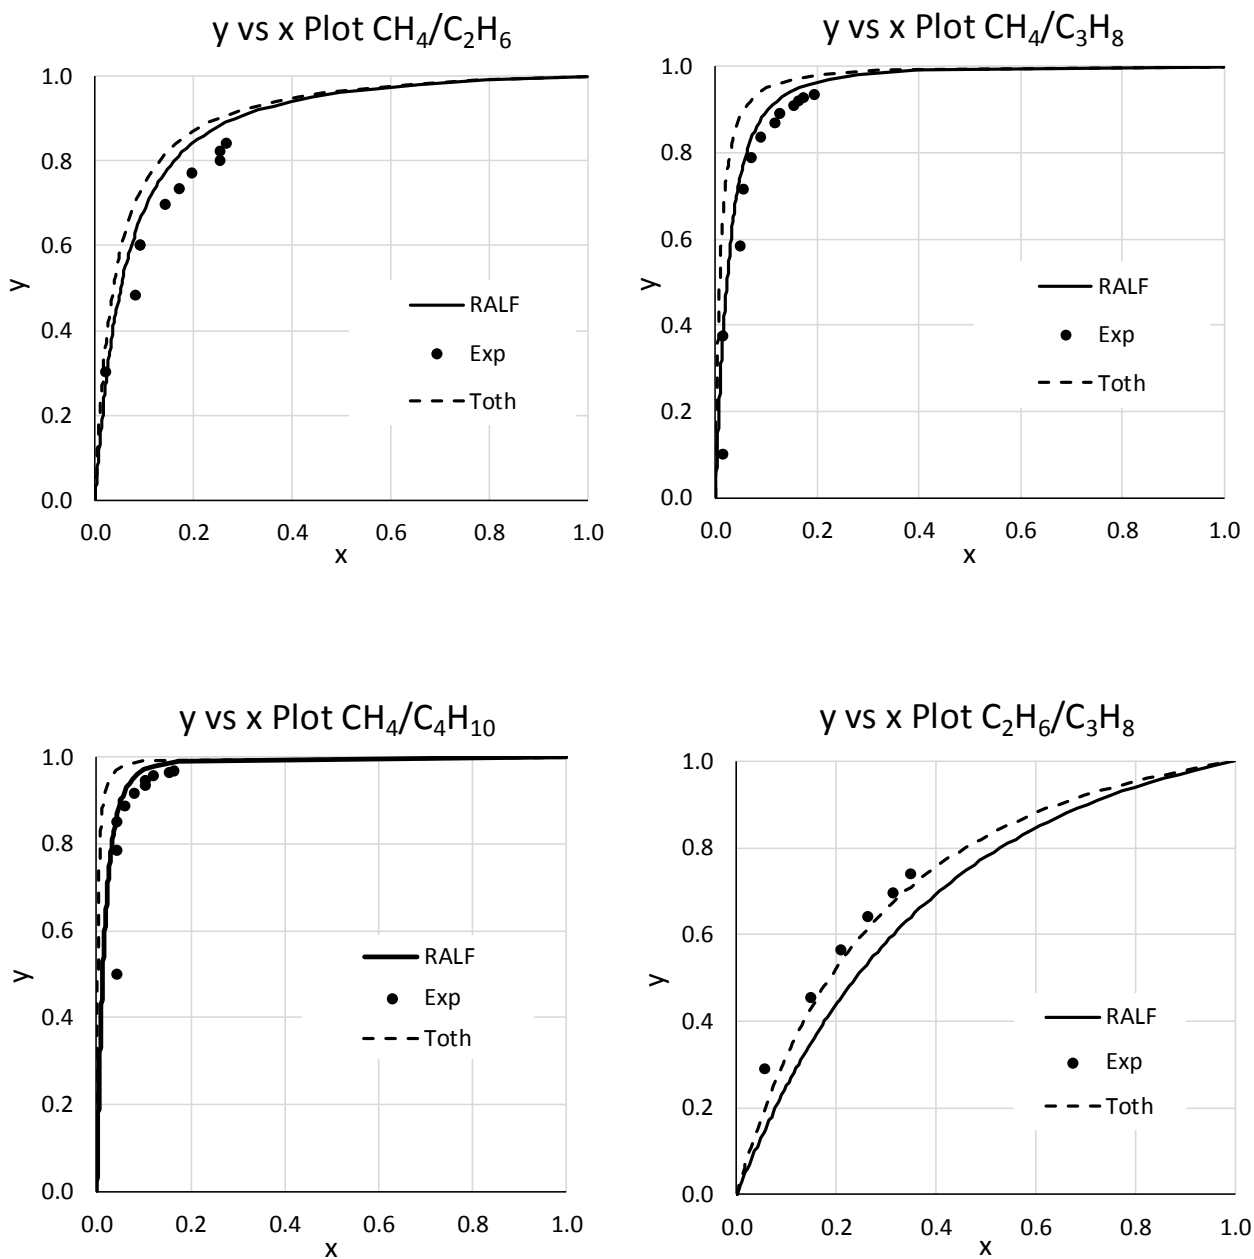 y vs x Plot CH₄/C₂H₆
1.0
0.8
0.6
0.4
0.2
0.0
y
RALF
Exp
Toth
0.0 0.2 0.4 0.6 0.8 1.0
x
y vs x Plot CH₄/C₃H₈
1.0
0.8
0.6
0.4
0.2
0.0
y
RALF
Exp
Toth
0.0 0.2 0.4 0.6 0.8 1.0
x
y vs x Plot CH₄/C₄H₁₀
1.0
0.8
0.6
0.4
0.2
0.0
y
RALF
Exp
Toth
0.0 0.2 0.4 0.6 0.8 1.0
x
y vs x Plot C₂H₆/C₃H₈
1.0
0.8
0.6
0.4
0.2
0.0
y
RALF
Exp
Toth
0.0 0.2 0.4 0.6 0.8 1.0
x